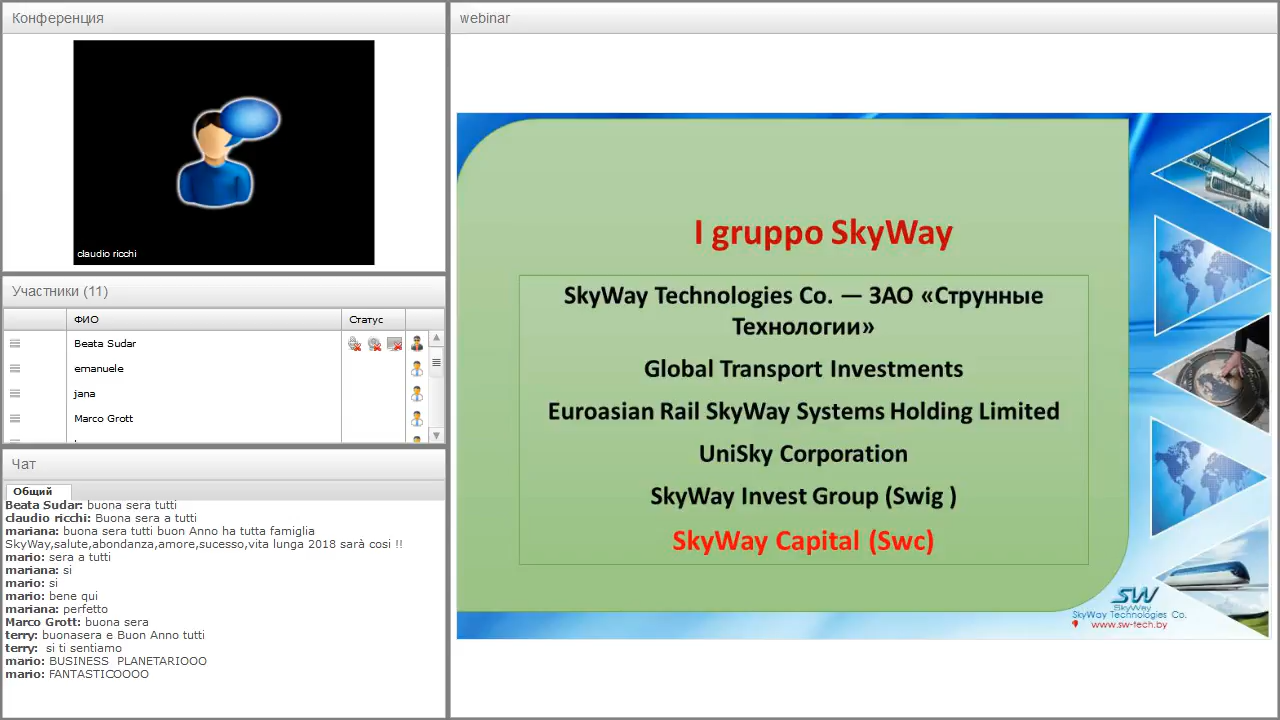 Конференция
claudio ricchi
Участники (11)
ФИО
Статус
Beata Sudar
emanuele
jana
Marco Grott
Чат
Общий
Beata Sudar: buona sera tutti
claudio ricchi: Buona sera a tutti
mariana: buona sera tutti buon Anno ha tutta famiglia
SkyWay,salute,abondanza,amore,sucesso,vita lunga 2018 sarà cosi !!
mario: sera a tutti
mariana: si
mario: si
mario: bene qui
mariana: perfetto
Marco Grott: buona sera
terry: buonasera e Buon Anno tutti
terry: si ti sentiamo
mario: BUSINESS PLANETARIOOO
mario: FANTASTICOOOO
webinar
I gruppo SkyWay
SkyWay Technologies Co. — ЗАО «Струнные
Технологии»
Global Transport Investments
Euroasian Rail SkyWay Systems Holding Limited
UniSky Corporation
SkyWay Invest Group (Swig )
SkyWay Capital (Swc)
SW
SkyWay
SkyWay Technologies Co.
www.sw-tech.by